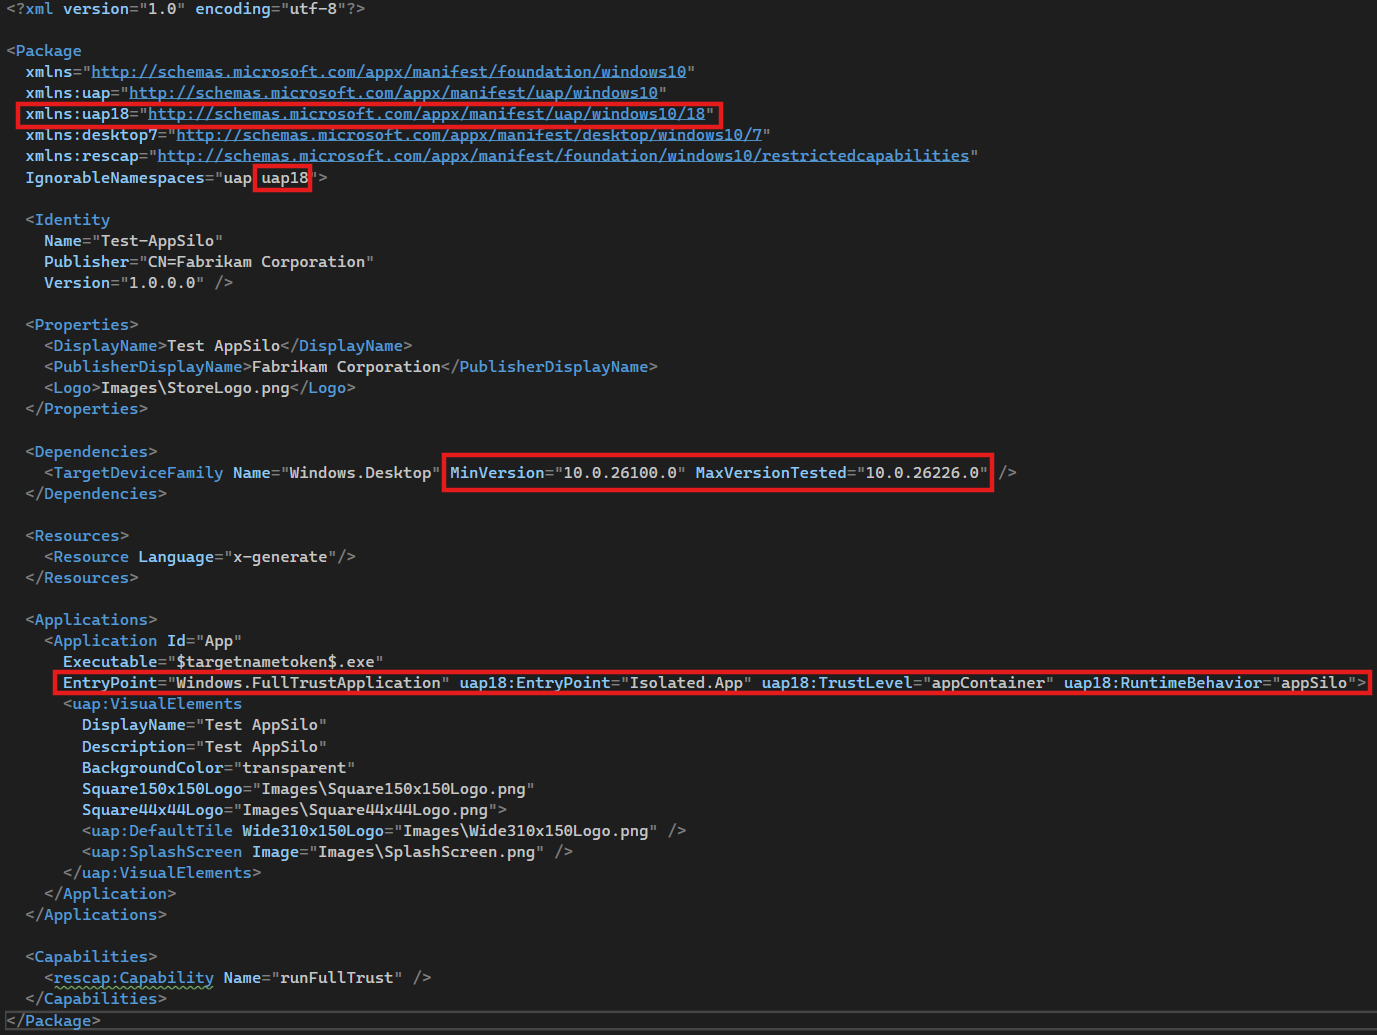 <?xml version="1.0" encoding="utf-8"?>
<Package
xmlns="http://schemas.microsoft.com/appx/manifest/foundation/windows10"
xmlns:uap="http://schemas.microsoft.com/appx/manifest/uap/windows10"
xmlns:uap18="http://schemas.microsoft.com/appx/manifest/uap/windows10/18"
xmlns:desktop7="http://schemas.microsoft.com/appx/manifest/desktop/windows10/7"
xmlns:rescap="http://schemas.microsoft.com/appx/manifest/foundation/windows10/restrictedcapabilities"
IgnorableNamespaces="uap uap18">
<Identity
Name="Test-AppSilo"
Publisher="CN=Fabrikam Corporation"
Version="1.0.0.0" />
<Properties>
<DisplayName>Test AppSilo</DisplayName>
<PublisherDisplayName>Fabrikam Corporation</PublisherDisplayName>
<Logo>Images\StoreLogo.png</Logo>
</Properties>
<Dependencies>
<TargetDeviceFamily Name="Windows.Desktop" MinVersion="10.0.26100.0" MaxVersionTested="10.0.26226.0" />
</Dependencies>
<Resources>
<Resource Language="x-generate"/>
</Resources>
<Applications>
<Application Id="App"
Executable="$targetnametoken$.exe"
EntryPoint="Windows.FullTrustApplication" uap18:EntryPoint="Isolated.App" uap18:TrustLevel="appContainer" uap18:RuntimeBehavior="appSilo">
<uap:VisualElements
DisplayName="Test AppSilo"
Description="Test AppSilo"
BackgroundColor="transparent"
Square150x150Logo="Images\Square150x150Logo.png"
Square44x44Logo="Images\Square44x44Logo.png">
<uap:DefaultTile Wide310x150Logo="Images\Wide310x150Logo.png" />
<uap:SplashScreen Image="Images\SplashScreen.png" />
</uap:VisualElements>
</Application>
</Applications>
<Capabilities>
<rescap:Capability Name="runFullTrust" />
</Capabilities>
</Package>